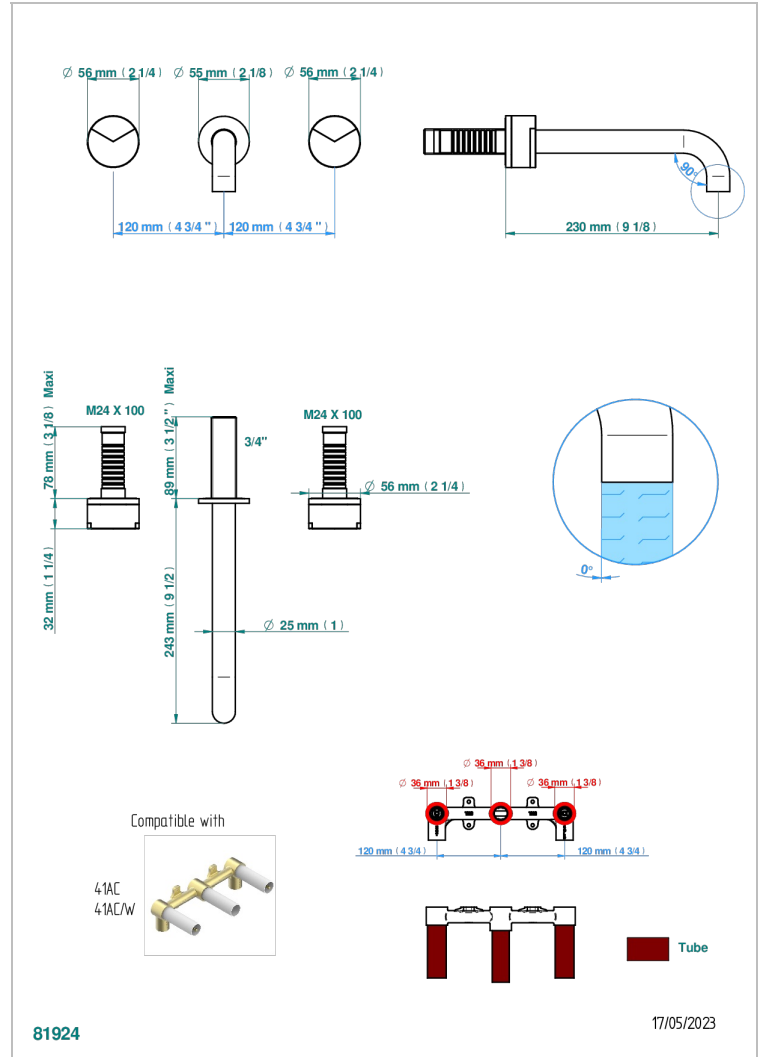 ∅ 56 mm ( 2 1/4)
∅ 55 mm ( 2 1/8)
∅ 56 mm ( 2 1/4)
90°
120 mm ( 4 3/4 ")
120 mm ( 4 3/4 ")
230 mm ( 9 1/8 )
78 mm ( 3 1/8 ) Maxi
M24 X 100
89 mm ( 3 1/2 " ) Maxi
3/4"
M24 X 100
∅ 56 mm ( 2 1/4 )
32 mm ( 1 1/4 )
243 mm ( 9 1/2 )
∅ 25 mm ( 1 )
0°
∅ 36 mm ( 1 3/8 )
∅ 36 mm ( 1 3/8 )
∅ 36 mm ( 1 3/8 )
120 mm ( 4 3/4)
120 mm ( 4 3/4)
Compatible with
41AC
41AC/W
Tube
17/05/2023
81924